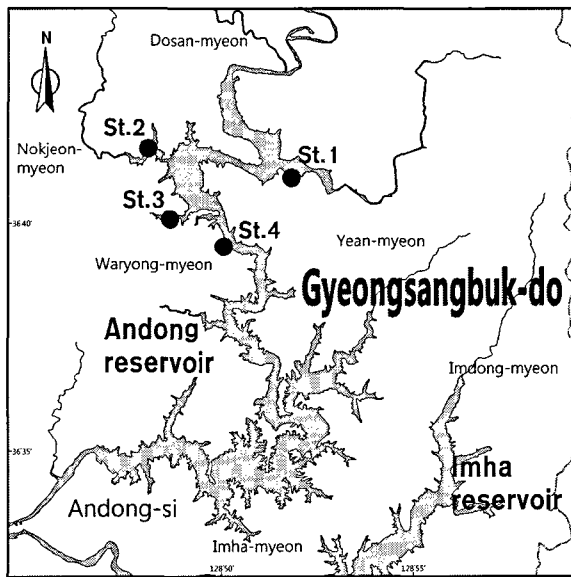 Dosan-myeon
N
St.2
Nokjeon-
myeon
St.1
St.3
36˚40'
St.4
Yean-myeon
Waryong-myeon
Gyeongsangbuk-do
Andong
reservoir
Imdong-myeon
36˚35'
Imha
reservoir
Andong-si
Imha-myeon
128˚50'
128˚55'